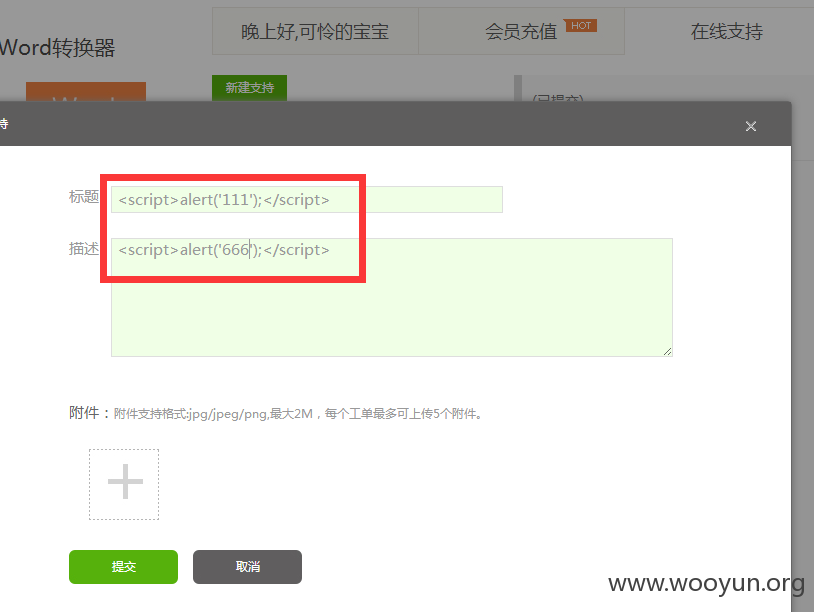 Word转换器
晚上好,可怜的宝宝
会员充值
HOT
在线支持
新建支持
(已提交)
持
标题
<script>alert('111');</script>
描述
<script>alert('666');</script>
附件：附件支持格式:jpg/jpeg/png,最大2M，每个工单最多可上传5个附件。
提交
取消
www.wooyun.org